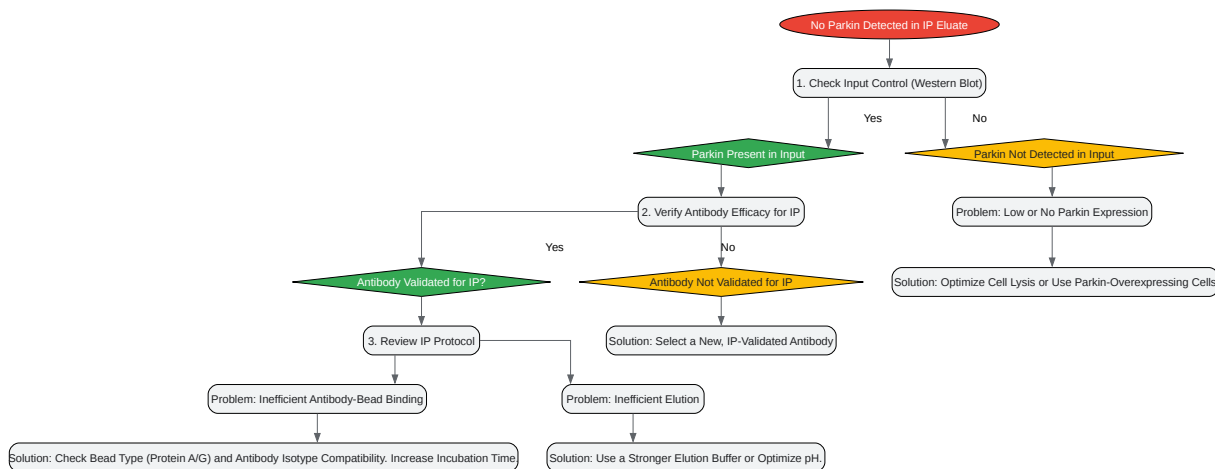 No Parkin Detected in IP Eluate
1. Check Input Control (Western Blot)
Yes
No
Parkin Present in Input
Parkin Not Detected in Input
2. Verify Antibody Efficacy for IP
Problem: Low or No Parkin Expression
Yes
No
Antibody Validated for IP?
Antibody Not Validated for IP
Solution: Optimize Cell Lysis or Use Parkin-Overexpressing Cells
3. Review IP Protocol
Solution: Select a New, IP-Validated Antibody
Problem: Inefficient Antibody-Bead Binding
Problem: Inefficient Elution
Solution: Check Bead Type (Protein A/G) and Antibody Isotype Compatibility. Increase Incubation Time.
Solution: Use a Stronger Elution Buffer or Optimize pH.